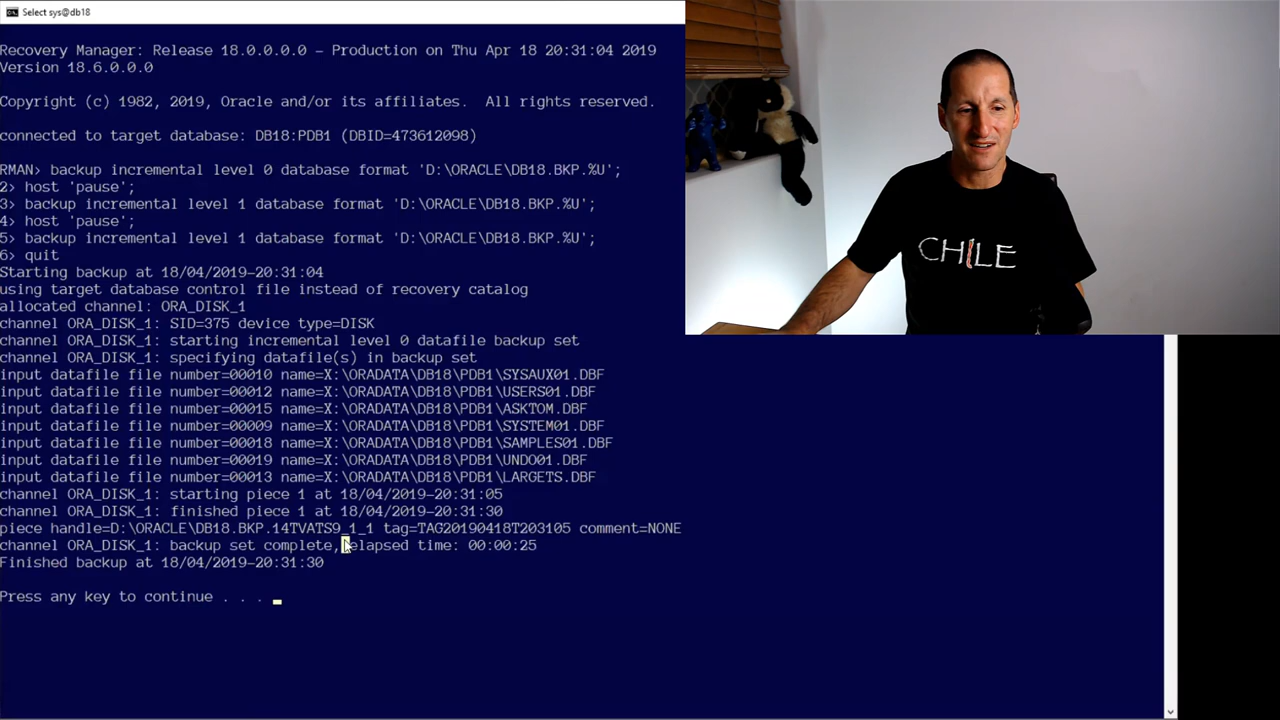 Select sys@db18
Recovery Manager: Release 18.0.0.0.0 - Production on Thu Apr 18 20:31:04 2019
Version 18.6.0.0.0
Copyright (c) 1982, 2019, Oracle and/or its affiliates.  All rights reserved.
connected to target database: DB18:PDB1 (DBID=473612098)
RMAN> backup incremental level 0 database format 'D:\ORACLE\DB18.BKP.%U';
2> host 'pause';
3> backup incremental level 1 database format 'D:\ORACLE\DB18.BKP.%U';
4> host 'pause';
5> backup incremental level 1 database format 'D:\ORACLE\DB18.BKP.%U';
6> quit
Starting backup at 18/04/2019-20:31:04
using target database control file instead of recovery catalog
allocated channel: ORA_DISK_1
channel ORA_DISK_1: SID=375 device type=DISK
channel ORA_DISK_1: starting incremental level 0 datafile backup set
channel ORA_DISK_1: specifying datafile(s) in backup set
input datafile file number=00010 name=X:\ORADATA\DB18\PDB1\SYSAUX01.DBF
input datafile file number=00012 name=X:\ORADATA\DB18\PDB1\USERS01.DBF
input datafile file number=00015 name=X:\ORADATA\DB18\PDB1\ASKTOM.DBF
input datafile file number=00009 name=X:\ORADATA\DB18\PDB1\SYSTEM01.DBF
input datafile file number=00018 name=X:\ORADATA\DB18\PDB1\SAMPLES01.DBF
input datafile file number=00019 name=X:\ORADATA\DB18\PDB1\UNDO01.DBF
input datafile file number=00013 name=X:\ORADATA\DB18\PDB1\LARGETS.DBF
channel ORA_DISK_1: starting piece 1 at 18/04/2019-20:31:05
channel ORA_DISK_1: finished piece 1 at 18/04/2019-20:31:30
piece handle=D:\ORACLE\DB18.BKP.14TVATS9_1_1 tag=TAG20190418T203105 comment=NONE
channel ORA_DISK_1: backup set complete, elapsed time: 00:00:25
Finished backup at 18/04/2019-20:31:30
Press any key to continue . . .
CHILE